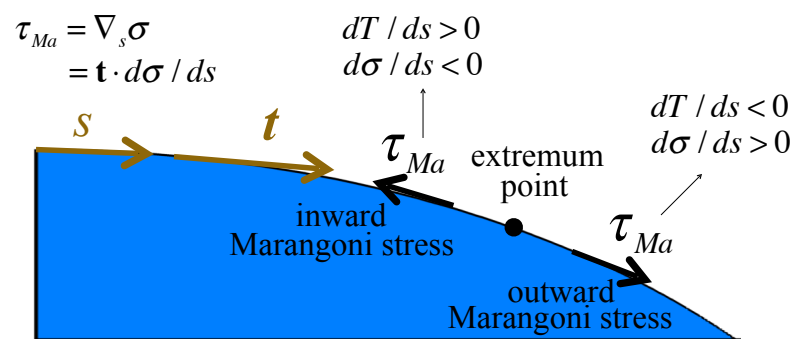 τ_Ma = ∇_s σ
= t · dσ / ds
dT / ds > 0
dσ / ds < 0
dT / ds < 0
dσ / ds > 0
s
t
τ_Ma
extremum
point
inward
Marangoni stress
τ_Ma
outward
Marangoni stress